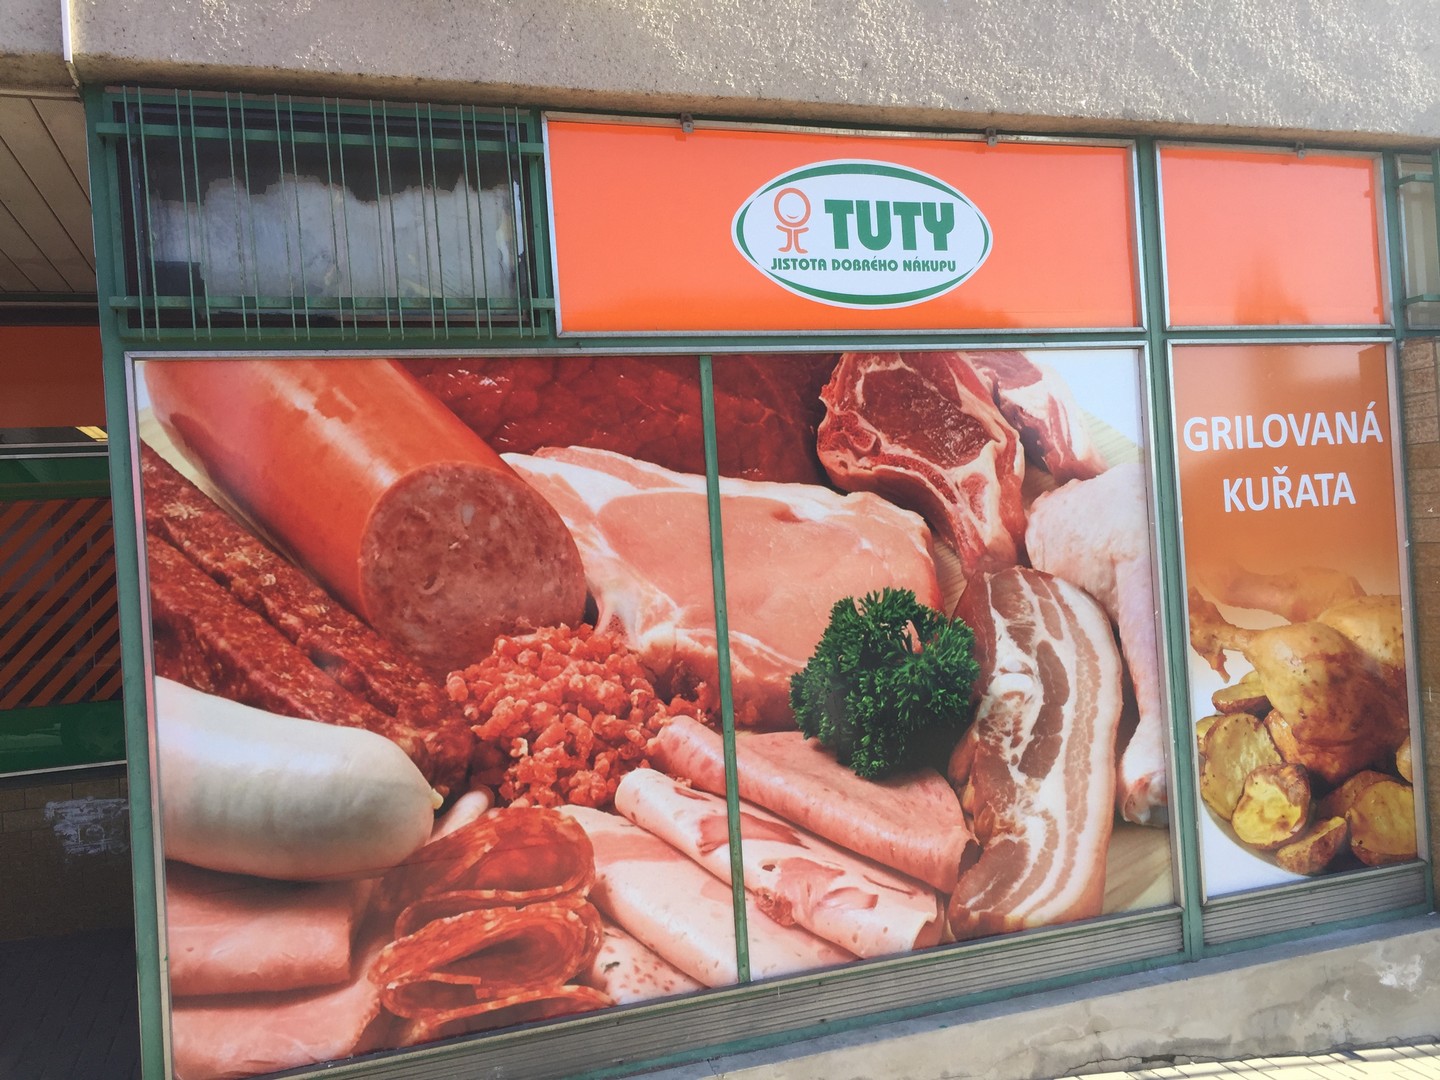 TUTY
JISTOTA DOBRÉHO NÁKUPU
GRILOVANÁ
KUŘATA